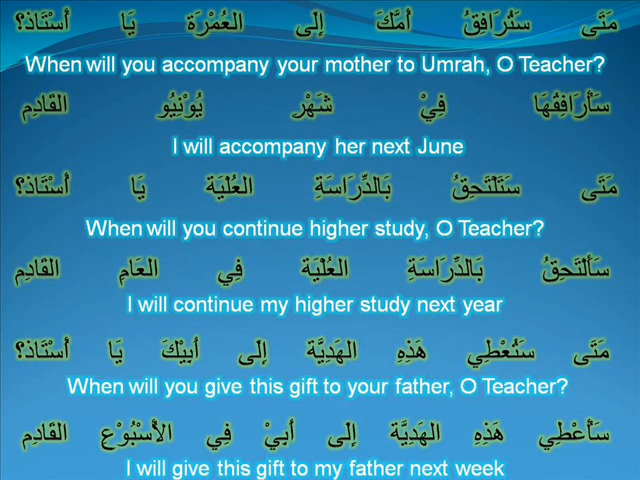 مَتَى سَتُرَافِقُ أُمَّكَ إِلَى العُمْرَة يَا أُسْتَاذ؟
When will you accompany your mother to Umrah, O Teacher?
سَأُرَافِقُهَا فِيْ شَهْر يُوْنِيُو القَادِم
I will accompany her next June
مَتَى سَتَلْتَحِقُ بَالدِّرَاسَةِ العُلْيَة يَا أُسْتَاذ؟
When will you continue higher study, O Teacher?
سَأَلْتَحِقُ بَالدِّرَاسَةِ العُلْيَة فِي العَامِ القَادِم
I will continue my higher study next year
مَتَى سَتُعْطِي هَذِهِ الهَدِيَّة إِلَى أَبِيْكَ يَا أُسْتَاذ؟
When will you give this gift to your father, O Teacher?
سَأُعْطِي هَذِهِ الهَدِيَّة إِلَى أَبِيْ فِي الأُسْبُوْعِ القَادِم
I will give this gift to my father next week